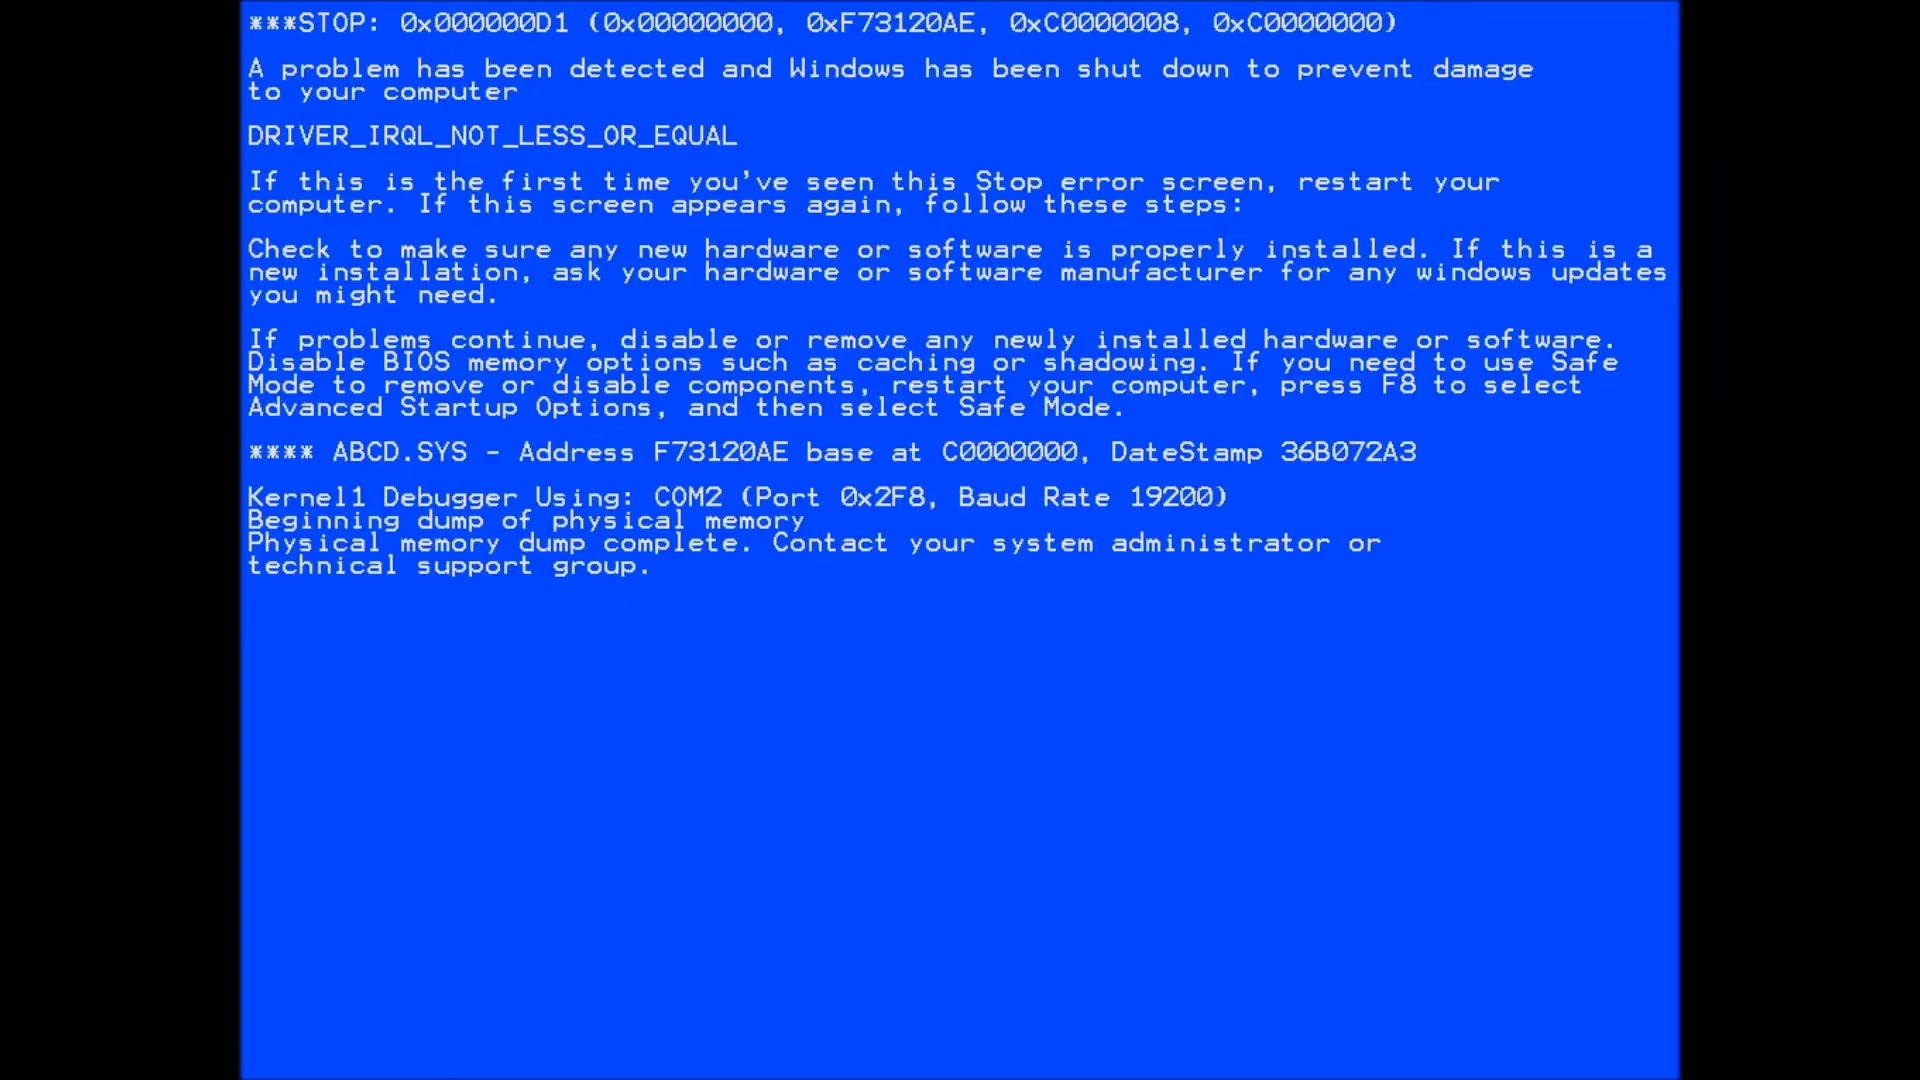 ***STOP: 0x000000D1 (0x00000000, 0xF73120AE, 0xC0000008, 0xC0000000)
A problem has been detected and Windows has been shut down to prevent damage
to your computer
DRIVER_IRQL_NOT_LESS_OR_EQUAL
If this is the first time you've seen this Stop error screen, restart your
computer. If this screen appears again, follow these steps:
Check to make sure any new hardware or software is properly installed. If this is a
new installation, ask your hardware or software manufacturer for any windows updates
you might need.
If problems continue, disable or remove any newly installed hardware or software.
Disable BIOS memory options such as caching or shadowing. If you need to use Safe
Mode to remove or disable components, restart your computer, press F8 to select
Advanced Startup Options, and then select Safe Mode.
**** ABCD.SYS - Address F73120AE base at C0000000, DateStamp 36B072A3
Kernel1 Debugger Using: COM2 (Port 0x2F8, Baud Rate 19200)
Beginning dump of physical memory
Physical memory dump complete. Contact your system administrator or
technical support group.